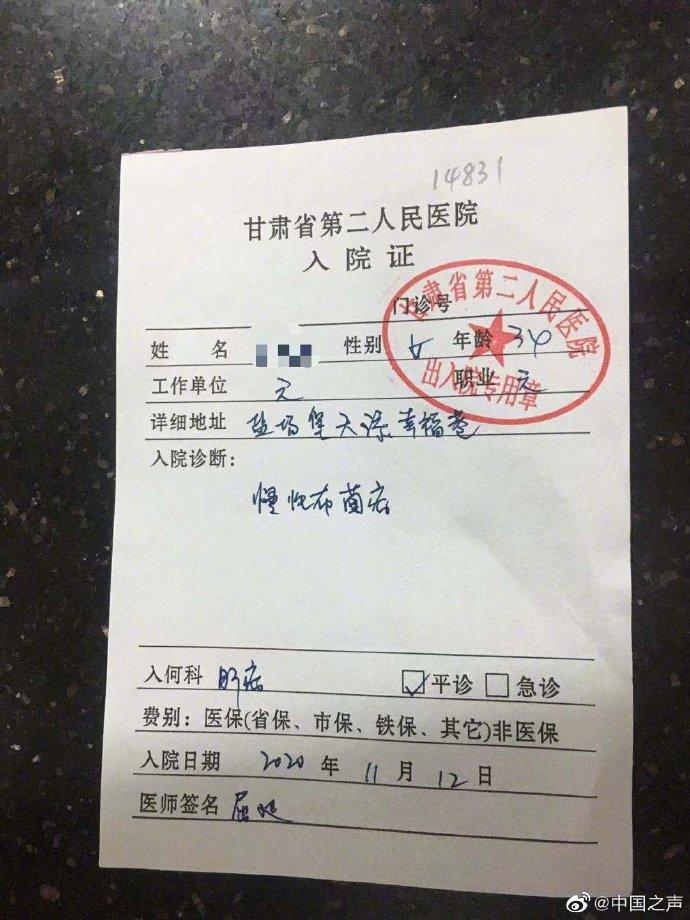 14831
甘肃省第二人民医院
入院证
门诊号
甘肃省第二人民医院
出入院专用章
姓 名 性别 女 年龄 34
工作单位 无 职业 无
详细地址 盐场堡天源幸福苑
入院诊断：
慢性布菌病
入何科 肝病 ☑平诊 □急诊
费别：医保(省保、市保、铁保、其它)非医保
入院日期 2020 年 11 月 12 日
医师签名
@中国之声